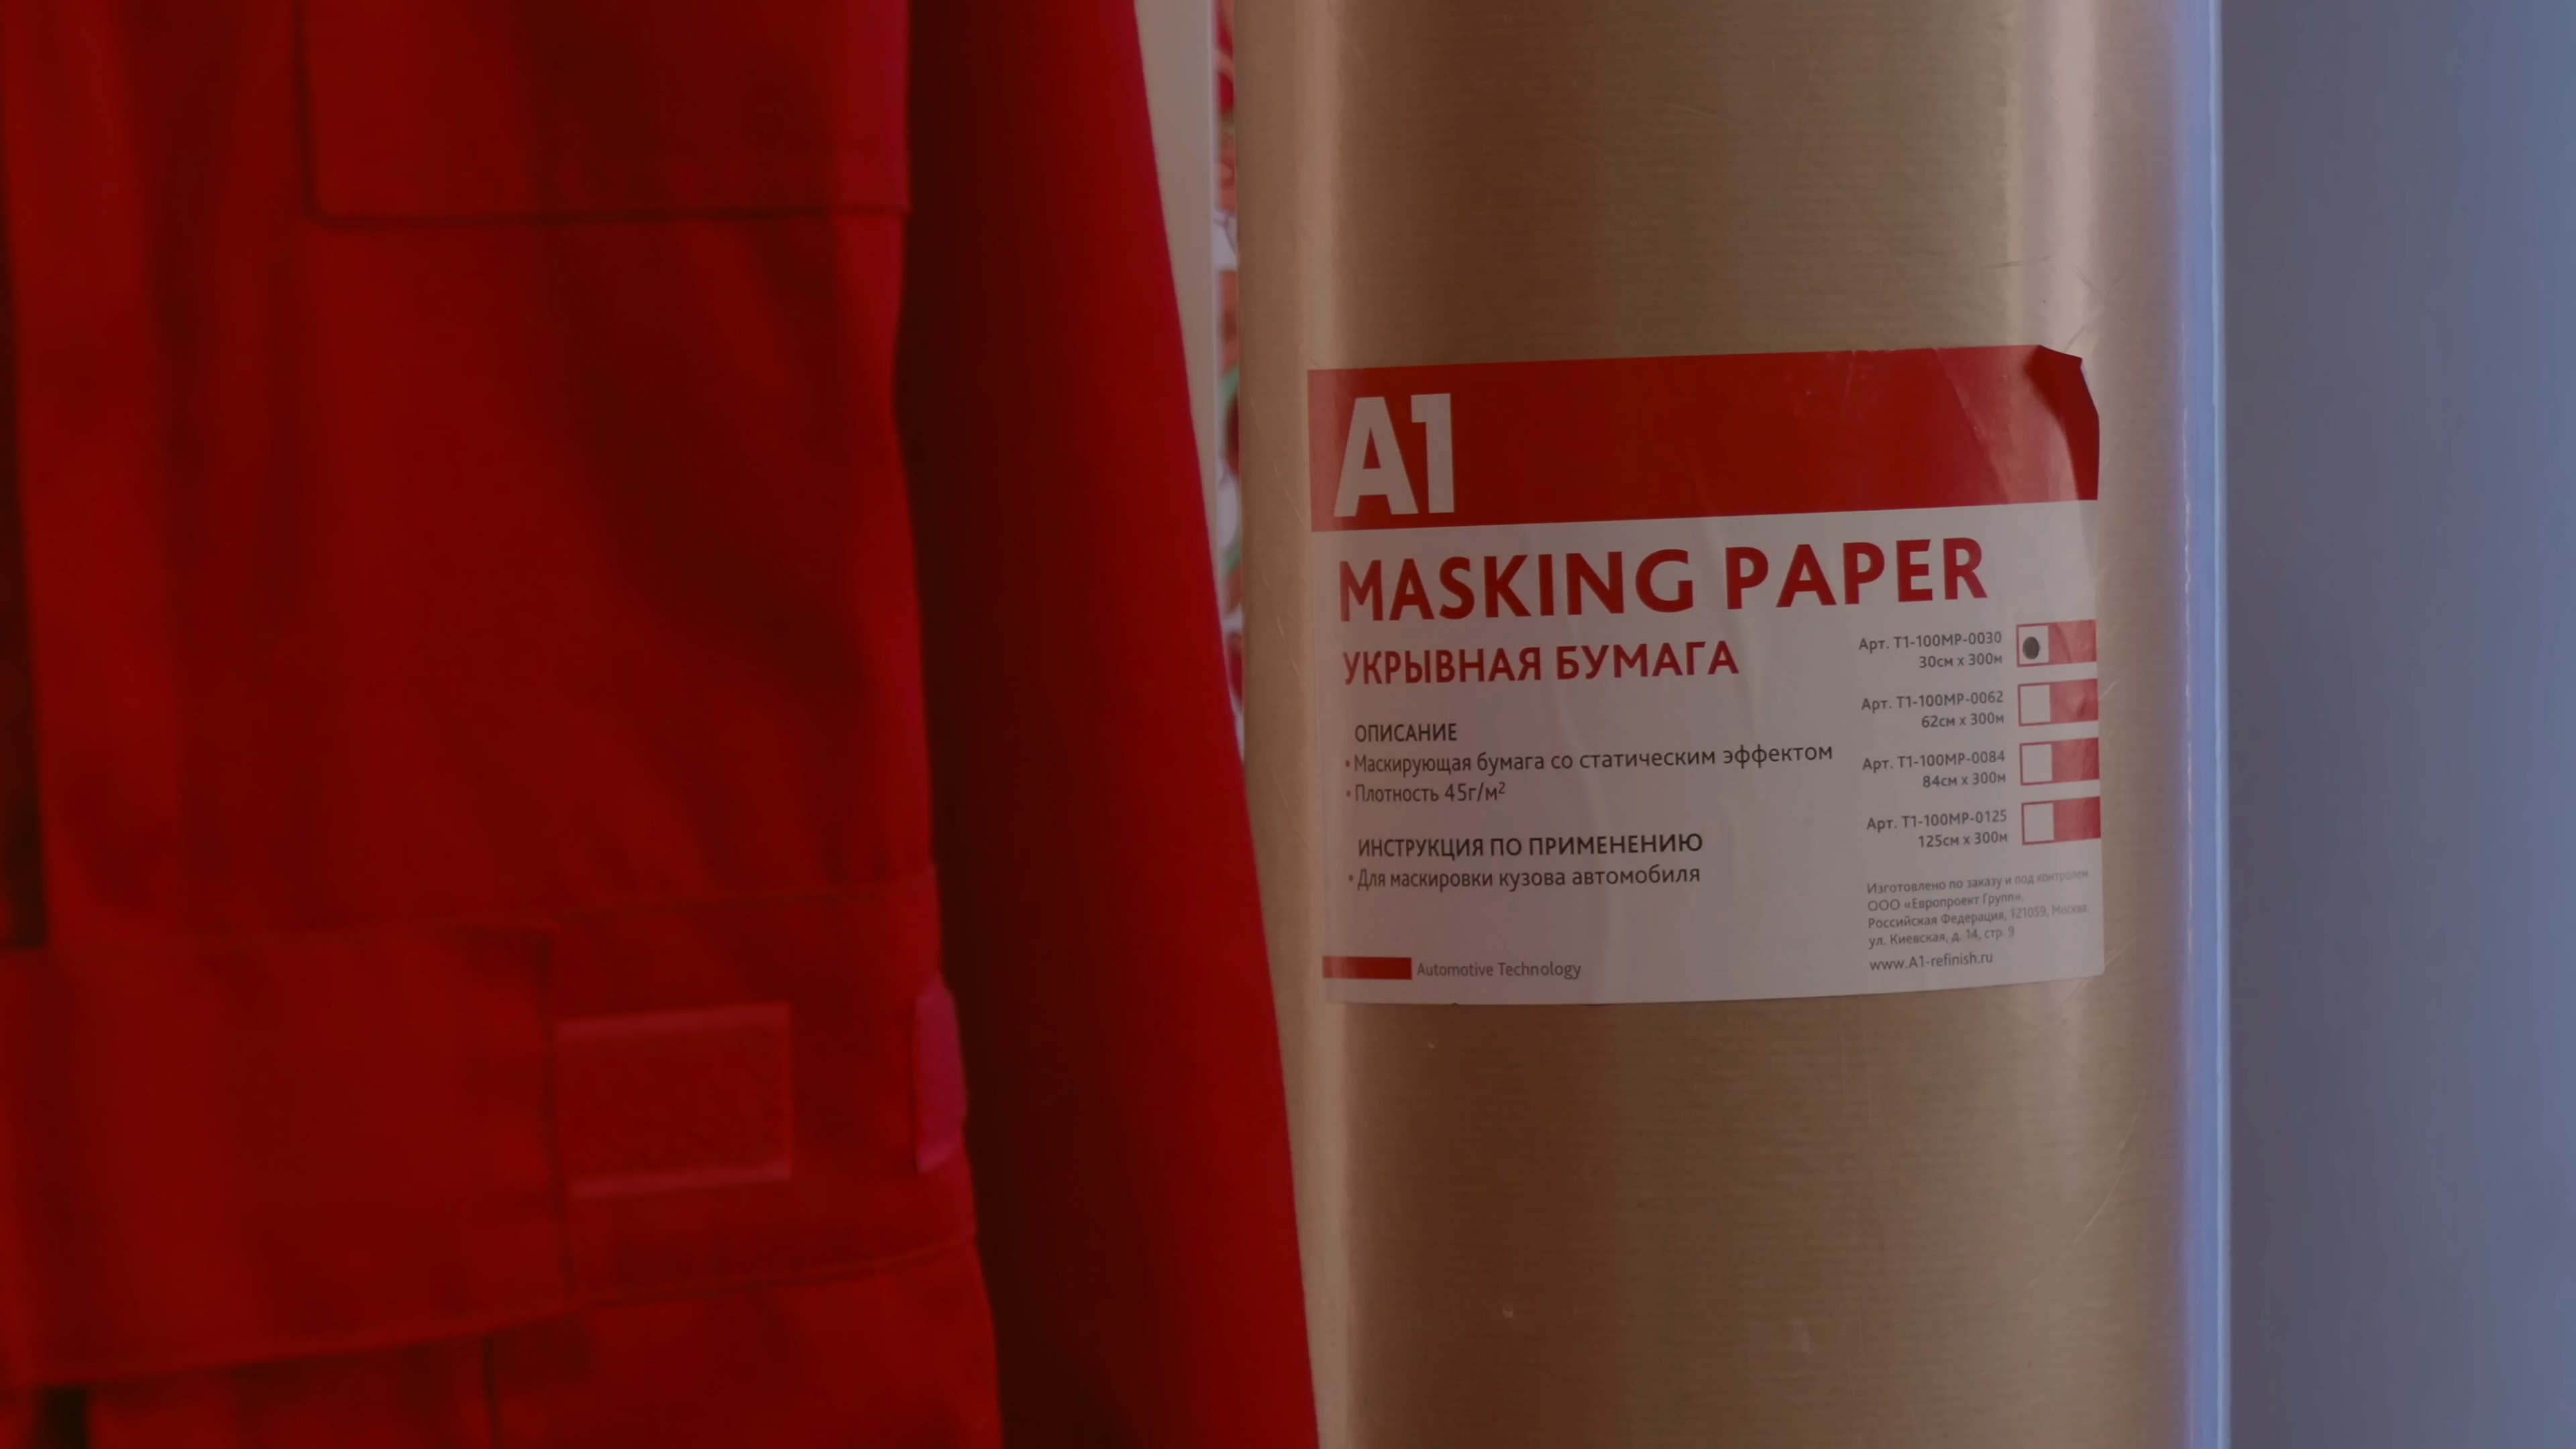 A1
MASKING PAPER
УКРЫВНАЯ БУМАГА
ОПИСАНИЕ
• Маскирующая бумага со статическим эффектом
• Плотность 45г/м²
ИНСТРУКЦИЯ ПО ПРИМЕНЕНИЮ
• Для маскировки кузова автомобиля
Automotive Technology
Арт. T1-100MP-0030
30см x 300м
Арт. T1-100MP-0062
62см x 300м
Арт. T1-100MP-0084
84см x 300м
Арт. T1-100MP-0125
125см x 300м
Изготовлено по заказу и под контролем
ООО «Европроект Групп».
Российская Федерация, 121059, Москва,
ул. Киевская, д. 14, стр. 9
www.A1-refinish.ru